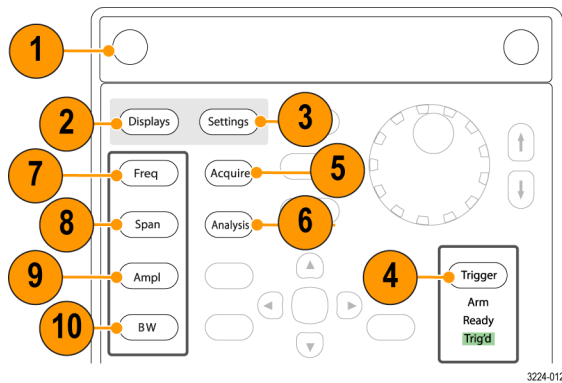 1
2 Displays Settings 3
7 Freq Acquire 5
8 Span Analysis 6
9 Ampl 4 Trigger
Arm
Ready
10 BW Trig'd
3224-012